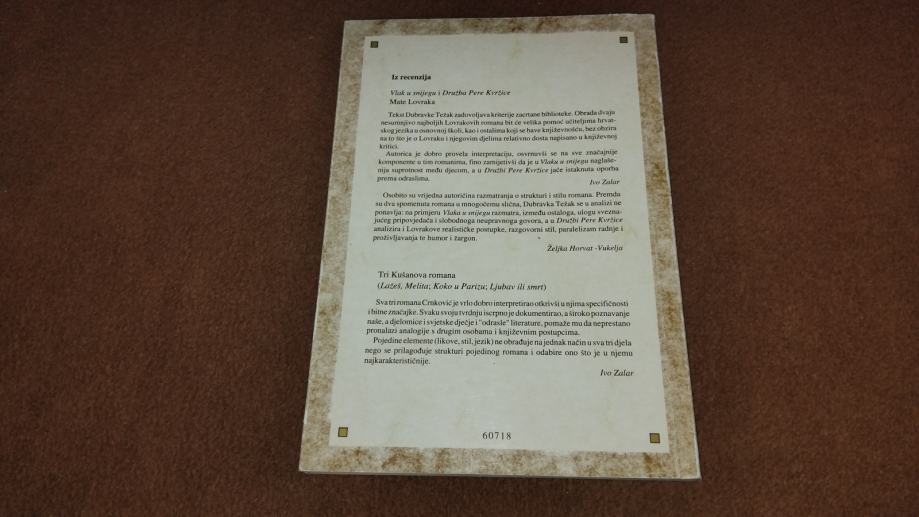 Iz recenzija
Vlak u snijegu i Družba Pere Kvržice
Mate Lovraka
Tekst Dubravke Težak zadovoljava kriterije zacrtane biblioteke. Obrada dvaju
nesumnjivo najboljih Lovrakovih romana bit će velika pomoć učiteljima hrvat-
skog jezika u osnovnoj školi, kao i ostalima koji se bave književnošću, bez obzira
na to što je o Lovraku i njegovim djelima relativno dosta napisano u književnoj
kritici.
Autorica je dobro provela interpretaciju, osvrnuvši se na sve značajnije
komponente u tim romanima, fino zamijetivši da je u Vlaku u snijegu naglaše-
nija suprotnost među djecom, a u Družbi Pere Kvržice jače istaknuta oporba
prema odraslima.
Ivo Zalar
Osobito su vrijedna autoričina razmatranja o strukturi i stilu romana. Premda
su dva spomenuta romana u mnogočemu slična, Dubravka Težak se u analizi ne
ponavlja: na primjeru Vlaka u snijegu razmatra, između ostaloga, ulogu svezna-
jućeg pripovjedača i slobodnoga neupravnoga govora, a u Družbi Pere Kvržice
analizira i Lovrakove realističke postupke, razgovorni stil, paralelizam radnje i
proživljavanja te humor i žargon.
Željka Horvat -Vukelja
Tri Kušanova romana
(Lažeš, Melita; Koko u Parizu; Ljubav ili smrt)
Sva tri romana Crnković je vrlo dobro interpretirao otkrivši u njima specifičnosti
i bitne značajke. Svaku svoju tvrdnju iscrpno je dokumentirao, a široko poznavanje
naše, a djelomice i svjetske dječje i "odrasle" literature, pomaže mu da neprestano
pronalazi analogije s drugim osobama i književnim postupcima.
Pojedine elemente (likove, stil, jezik) ne obrađuje na jednak način u sva tri djela
nego se prilagođuje strukturi pojedinog romana i odabire ono što je u njemu
najkarakterističnije.
Ivo Zalar
60718